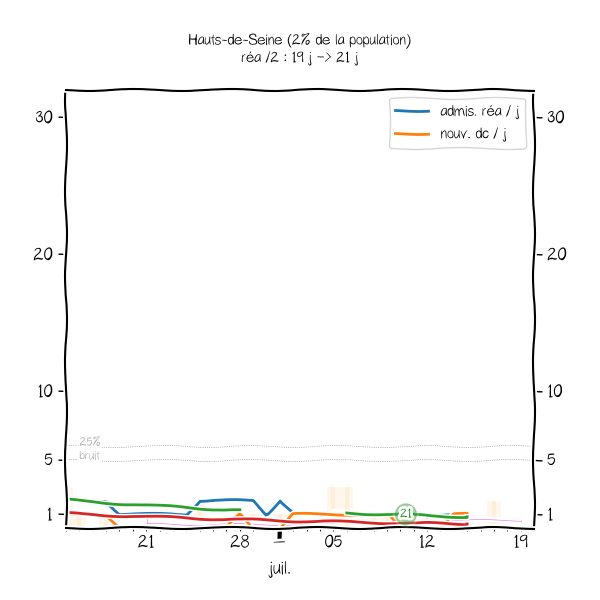 Hauts-de-Seine (2% de la population)
réa /2 : 19 j -> 21 j
admis. réa / j
nouv. dc / j
30
30
20
20
10
10
25%
bruit
5
5
1
1
21
21
28
05
12
19
juil.